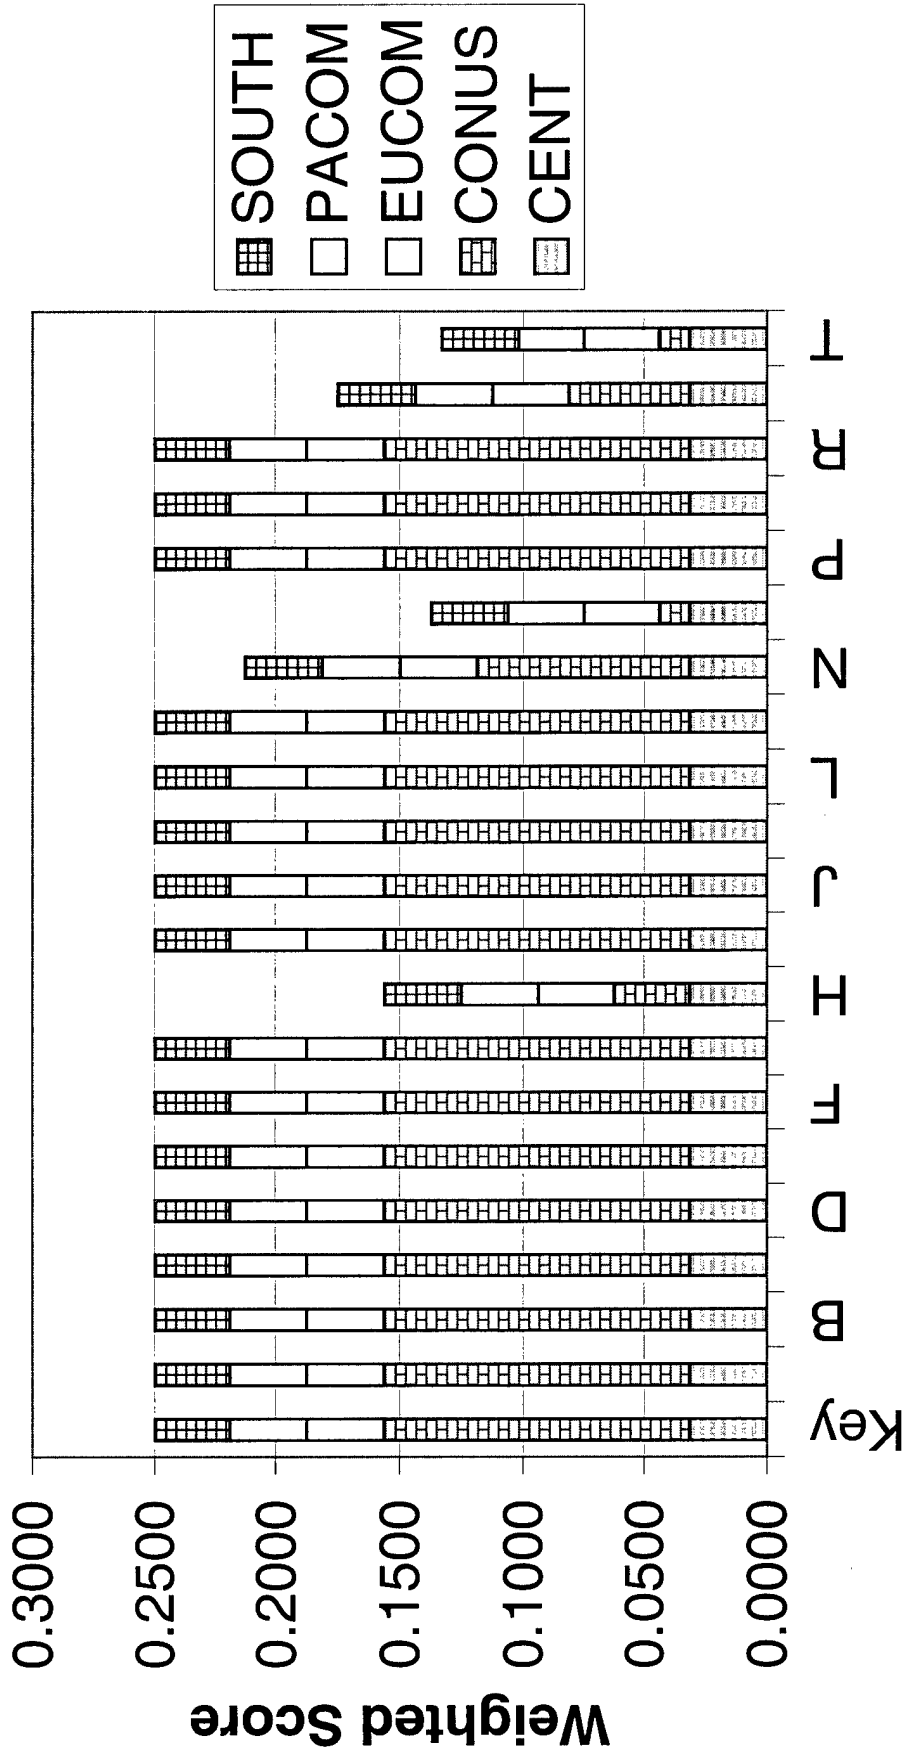 Weighted Score
0.3000
0.2500
0.2000
0.1500
0.1000
0.0500
0.0000
Key
B
D
F
H
J
L
N
P
R
T
SOUTH
PACOM
EUCOM
CONUS
CENT